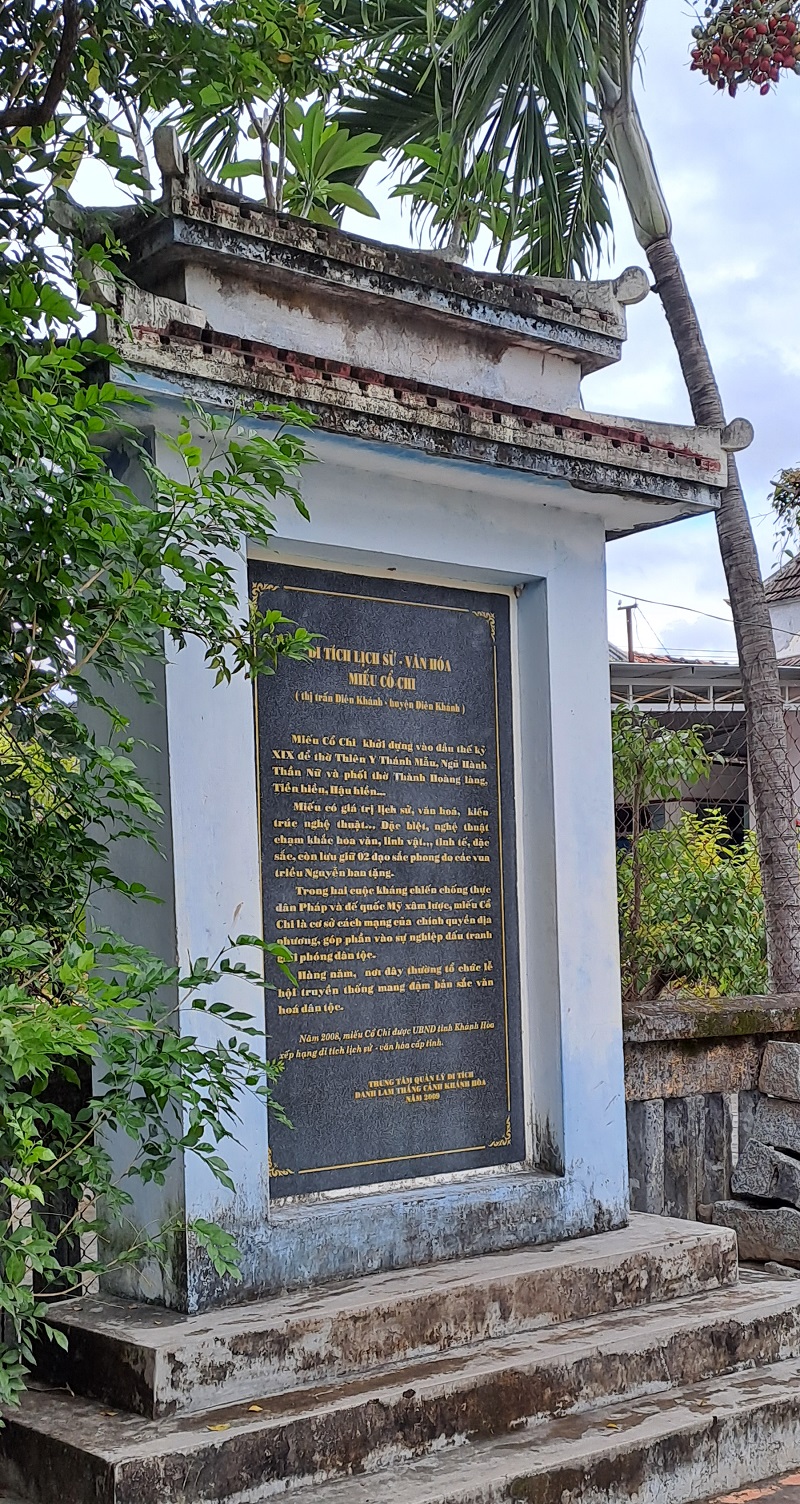 DI TÍCH LỊCH SỬ - VĂN HÓA
MIẾU CỔ CHI
( thị trấn Diên Khánh - huyện Diên Khánh )
Miếu Cổ Chi khởi dựng vào đầu thế kỷ
XIX để thờ Thiên Y Thánh Mẫu, Ngũ Hành
Thần Nữ và phối thờ Thành Hoàng làng,
Tiền hiền, Hậu hiền...
Miếu có giá trị lịch sử, văn hoá, kiến
trúc nghệ thuật... Đặc biệt, nghệ thuật
chạm khắc hoa văn, linh vật... tinh tế, đặc
sắc, còn lưu giữ 02 đạo sắc phong do các vua
triều Nguyễn ban tặng.
Trong hai cuộc kháng chiến chống thực
dân Pháp và đế quốc Mỹ xâm lược, miếu Cổ
Chi là cơ sở cách mạng của chính quyền địa
phương, góp phần vào sự nghiệp đấu tranh
giải phóng dân tộc.
Hàng năm, nơi đây thường tổ chức lễ
hội truyền thống mang đậm bản sắc văn
hoá dân tộc.
Năm 2008, miếu Cổ Chi được UBND tỉnh Khánh Hòa
xếp hạng di tích lịch sử - văn hóa cấp tỉnh.
TRUNG TÂM QUẢN LÝ DI TÍCH
DANH LAM THẮNG CẢNH KHÁNH HÒA
NĂM 2009